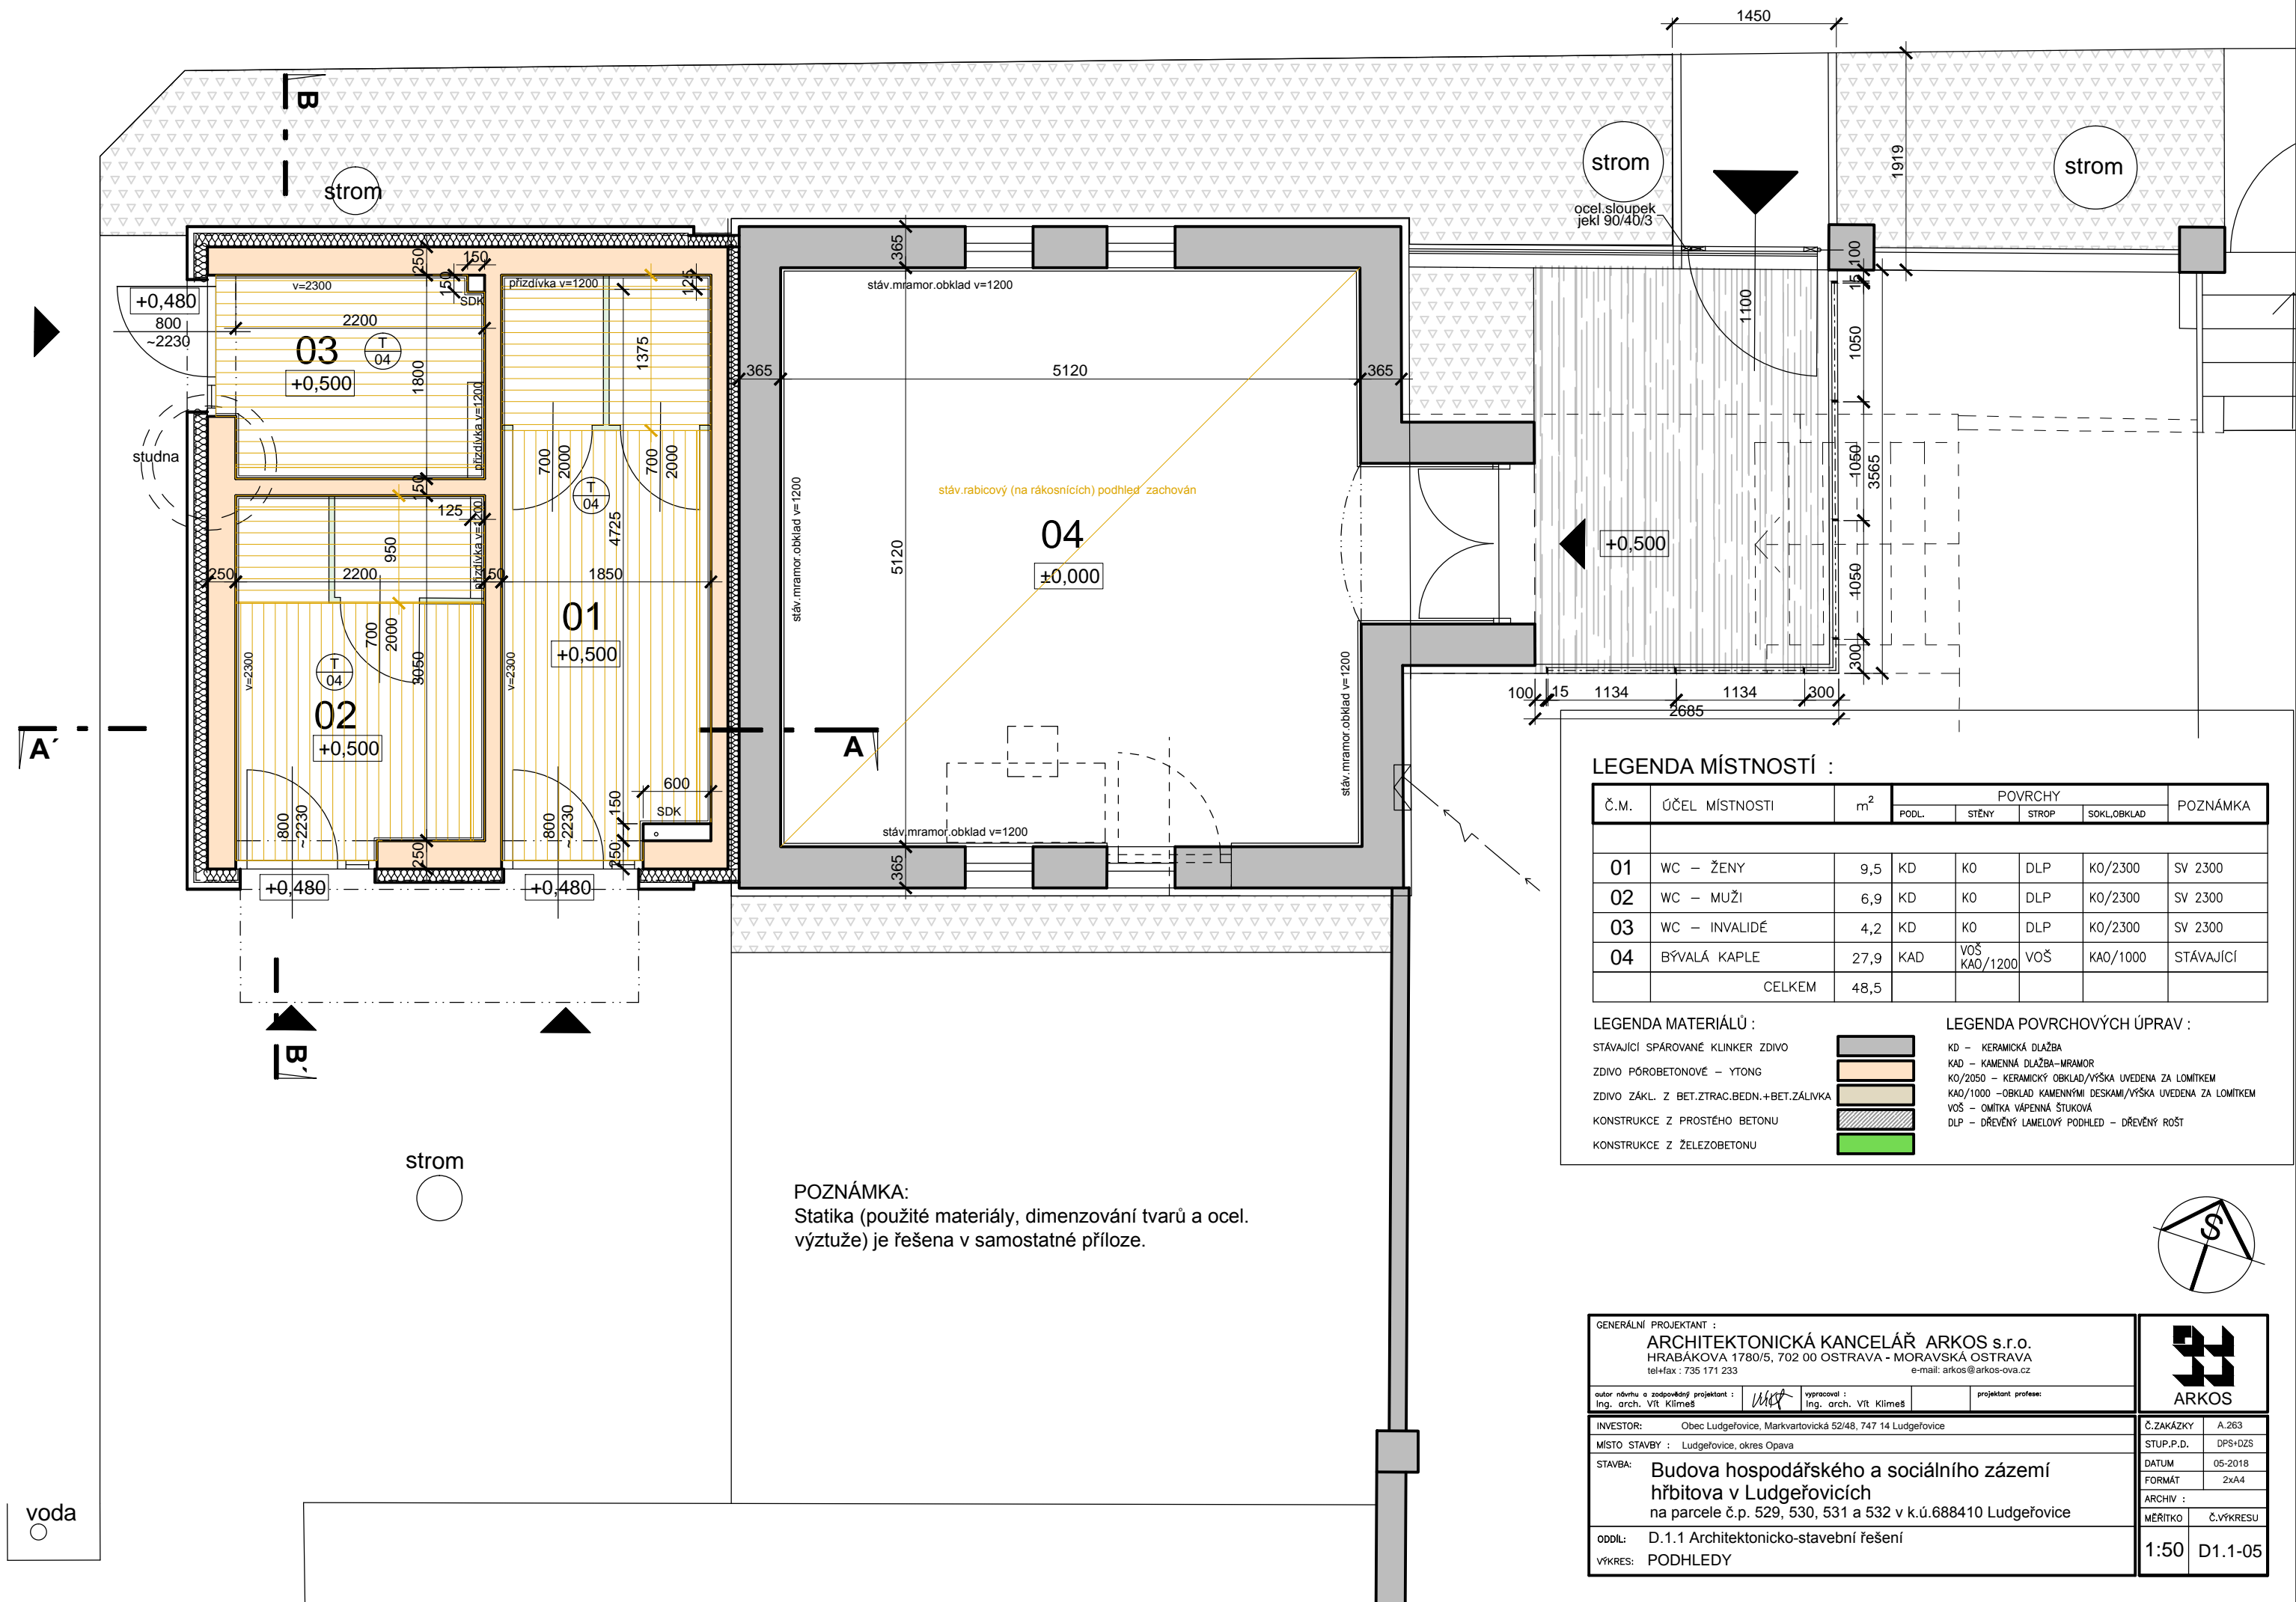 1450
B
strom
strom
strom
1919
ocel.sloupek
jekl 90/40/3
100
15
1100
1050
1050
3565
1050
300
+0,480
800
~2230
v=2300
250
150
150
SDK
2200
03
T
04
+0,500
1800
přizdívka v=1200
studna
přizdívka v=1200
125
1375
700
2000
700
2000
T
04
4725
150
125
950
přizdívka v=1200
250
2200
150
1850
01
+0,500
v=2300
700
2000
3050
T
04
v=2300
02
+0,500
800
~2230
250
800
~2230
250
150
600
SDK
+0,480
+0,480
A´
A
B´
365
stáv.mramor.obklad v=1200
365
5120
365
stáv.mramor.obklad v=1200
5120
stáv.rabicový (na rákosnících) podhled zachován
04
±0,000
stáv.mramor.obklad v=1200
stáv.mramor.obklad v=1200
365
+0,500
100
15
1134
1134
300
2685
LEGENDA MÍSTNOSTÍ :
Č.M. ÚČEL MÍSTNOSTI m² POVRCHY POZNÁMKA
PODL. STĚNY STROP SOKL,OBKLAD
01 WC – ŽENY 9,5 KD KO DLP KO/2300 SV 2300
02 WC – MUŽI 6,9 KD KO DLP KO/2300 SV 2300
03 WC – INVALIDÉ 4,2 KD KO DLP KO/2300 SV 2300
04 BÝVALÁ KAPLE 27,9 KAD VOŠ KAO/1200 VOŠ KAO/1000 STÁVAJÍCÍ
CELKEM 48,5
LEGENDA MATERIÁLŮ :
STÁVAJÍCÍ SPÁROVANÉ KLINKER ZDIVO
ZDIVO PÓROBETONOVÉ – YTONG
ZDIVO ZÁKL. Z BET.ZTRAC.BEDN.+BET.ZÁLIVKA
KONSTRUKCE Z PROSTÉHO BETONU
KONSTRUKCE Z ŽELEZOBETONU
LEGENDA POVRCHOVÝCH ÚPRAV :
KD – KERAMICKÁ DLAŽBA
KAD – KAMENNÁ DLAŽBA–MRAMOR
KO/2050 – KERAMICKÝ OBKLAD/VÝŠKA UVEDENA ZA LOMÍTKEM
KAO/1000 –OBKLAD KAMENNÝMI DESKAMI/VÝŠKA UVEDENA ZA LOMÍTKEM
VOŠ – OMÍTKA VÁPENNÁ ŠTUKOVÁ
DLP – DŘEVĚNÝ LAMELOVÝ PODHLED – DŘEVĚNÝ ROŠT
strom
POZNÁMKA:
Statika (použité materiály, dimenzování tvarů a ocel.
výztuže) je řešena v samostatné příloze.
voda
S
GENERÁLNÍ PROJEKTANT :
ARCHITEKTONICKÁ KANCELÁŘ ARKOS s.r.o.
HRABÁKOVA 1780/5, 702 00 OSTRAVA - MORAVSKÁ OSTRAVA
tel+fax : 735 171 233 e-mail: arkos@arkos-ova.cz
autor návrhu a zodpovědný projektant :
Ing. arch. Vít Klimeš
vypracoval :
Ing. arch. Vít Klimeš
projektant profese:
ARKOS
INVESTOR: Obec Ludgeřovice, Markvartovická 52/48, 747 14 Ludgeřovice
MÍSTO STAVBY : Ludgeřovice, okres Opava
STAVBA: Budova hospodářského a sociálního zázemí
hřbitova v Ludgeřovicích
na parcele č.p. 529, 530, 531 a 532 v k.ú.688410 Ludgeřovice
ODDÍL: D.1.1 Architektonicko-stavební řešení
VÝKRES: PODHLEDY
Č.ZAKÁZKY A.263
STUP.P.D. DPS+DZS
DATUM 05-2018
FORMÁT 2xA4
ARCHIV :
MĚŘÍTKO Č.VÝKRESU
1:50 D1.1-05